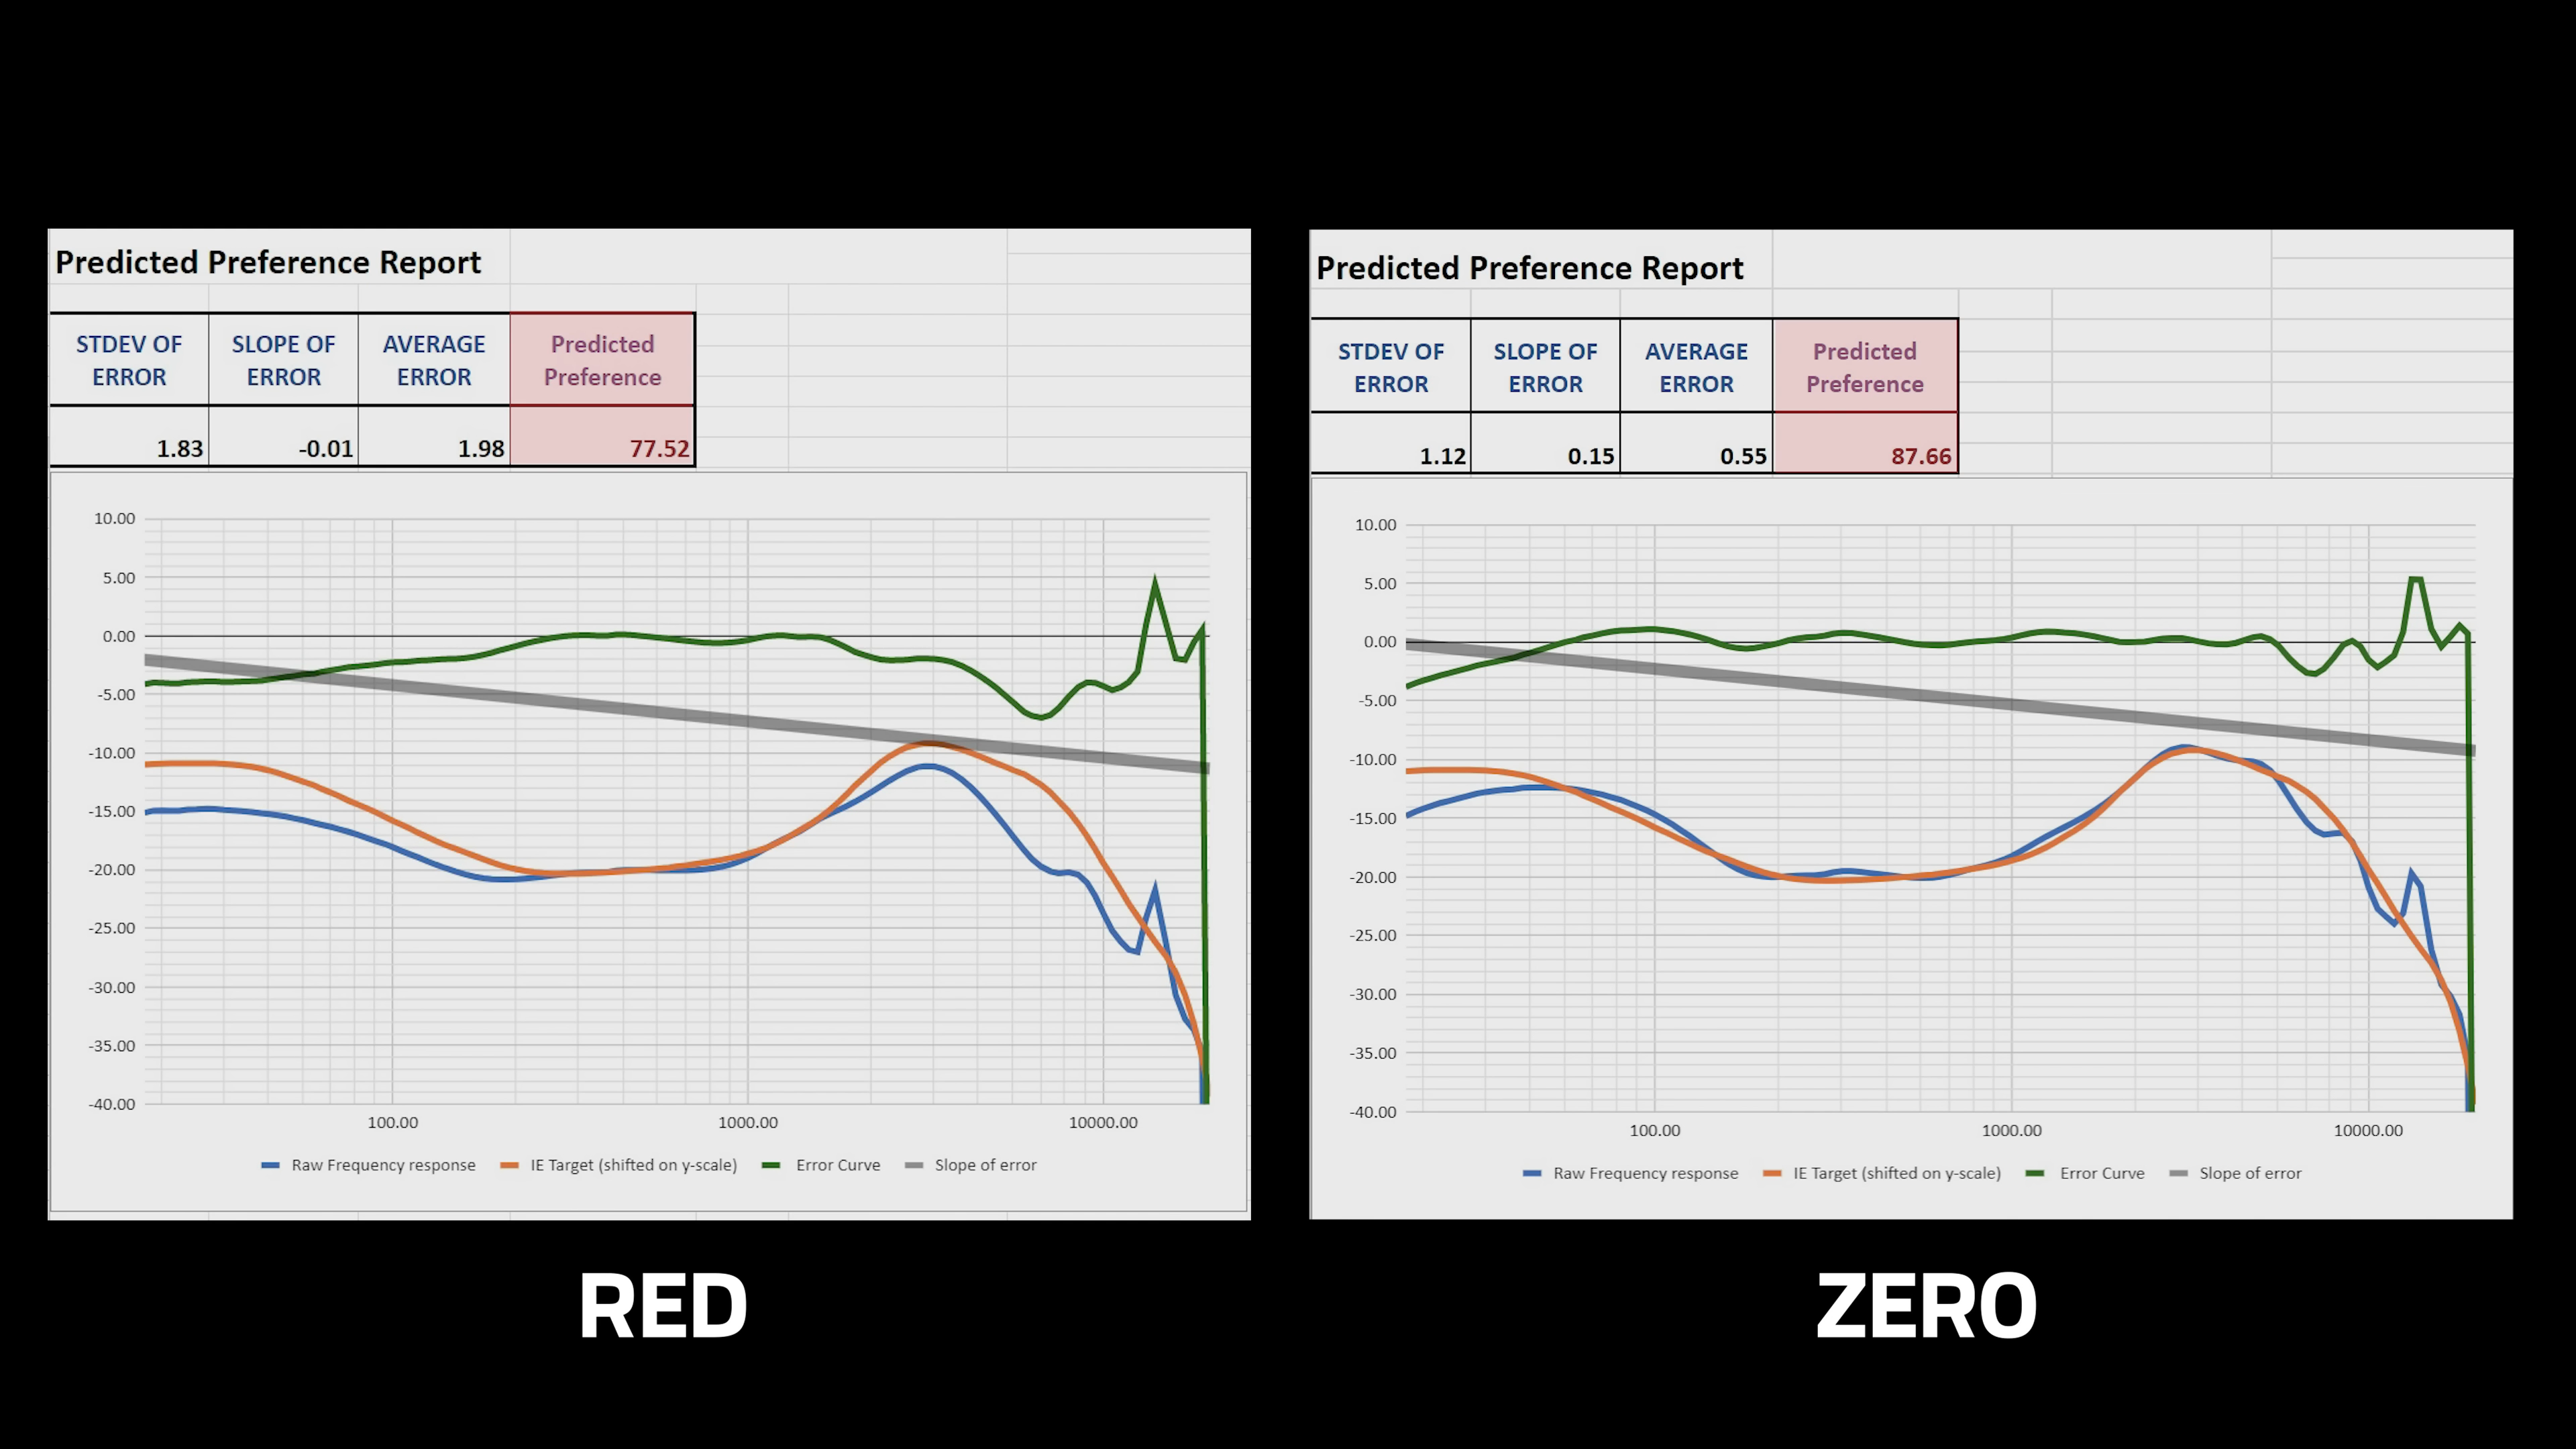 Predicted Preference Report
STDEV OF ERROR
SLOPE OF ERROR
AVERAGE ERROR
Predicted Preference
1.83
-0.01
1.98
77.52
10.00
5.00
0.00
-5.00
-10.00
-15.00
-20.00
-25.00
-30.00
-35.00
-40.00
100.00
1000.00
10000.00
Raw Frequency response
IE Target (shifted on y-scale)
Error Curve
Slope of error
RED
Predicted Preference Report
STDEV OF ERROR
SLOPE OF ERROR
AVERAGE ERROR
Predicted Preference
1.12
0.15
0.55
87.66
10.00
5.00
0.00
-5.00
-10.00
-15.00
-20.00
-25.00
-30.00
-35.00
-40.00
100.00
1000.00
10000.00
Raw Frequency response
IE Target (shifted on y-scale)
Error Curve
Slope of error
ZERO